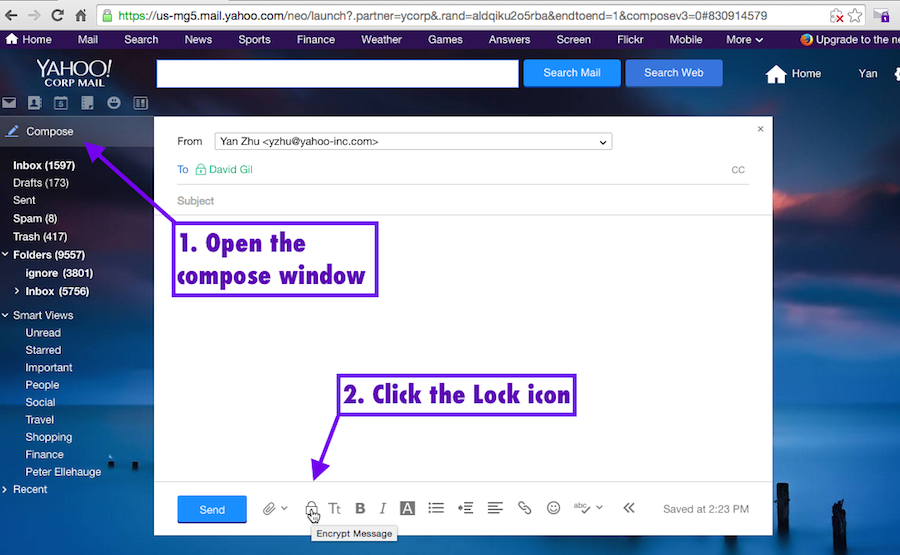 https://us-mg5.mail.yahoo.com/neo/launch?.partner=ycorp&.rand=aldqiku2o5rba&endtoend=1&composev3=0#830914579
Home Mail Search News Sports Finance Weather Games Answers Screen Flickr Mobile More Upgrade to the ne
YAHOO!
CORP MAIL
Search Mail
Search Web
Home
Yan
Compose
Inbox (1597)
Drafts (173)
Sent
Spam (8)
Trash (417)
Folders (9557)
ignore (3801)
Inbox (5756)
Smart Views
Unread
Starred
Important
People
Social
Travel
Shopping
Finance
Peter Ellehauge
Recent
From Yan Zhu <yzhu@yahoo-inc.com>
To David Gil CC
Subject
1. Open the
compose window
2. Click the Lock icon
Send Tt B I A abc Saved at 2:23 PM
Encrypt Message